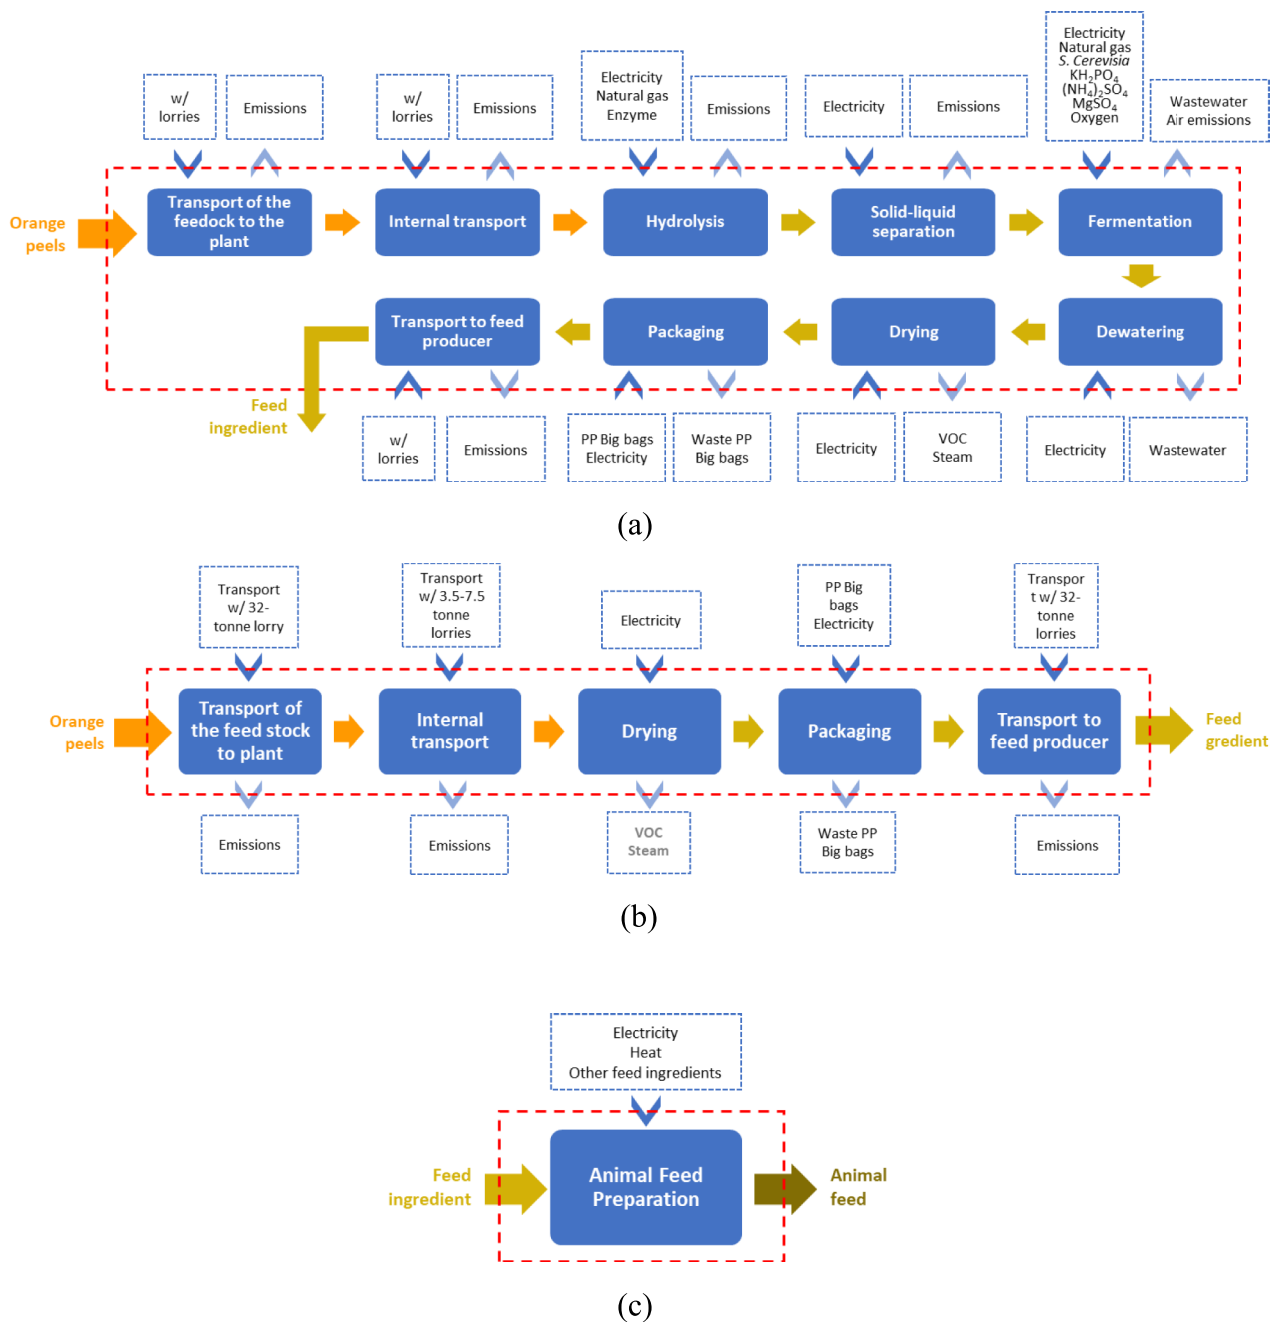 w/
lorries
Emissions
w/
lorries
Emissions
Electricity
Natural gas
Enzyme
Emissions
Electricity
Emissions
Electricity
Natural gas
S. Cerevisia
KH2PO4
(NH4)2SO4
MgSO4
Oxygen
Wastewater
Air emissions
Orange
peels
Transport of the
feedock to the
plant
Internal transport
Hydrolysis
Solid-liquid
separation
Fermentation
Transport to feed
producer
Packaging
Drying
Dewatering
Feed
ingredient
w/
lorries
Emissions
PP Big bags
Electricity
Waste PP
Big bags
Electricity
VOC
Steam
Electricity
Wastewater
(a)
Transport
w/ 32-
tonne lorry
Transport
w/ 3.5-7.5
tonne
lorries
Electricity
PP Big
bags
Electricity
Transpor
t w/ 32-
tonne
lorries
Orange
peels
Transport of
the feed stock
to plant
Internal
transport
Drying
Packaging
Transport to
feed producer
Feed
gredient
Emissions
Emissions
VOC
Steam
Waste PP
Big bags
Emissions
(b)
Electricity
Heat
Other feed ingredients
Feed
ingredient
Animal Feed
Preparation
Animal
feed
(c)